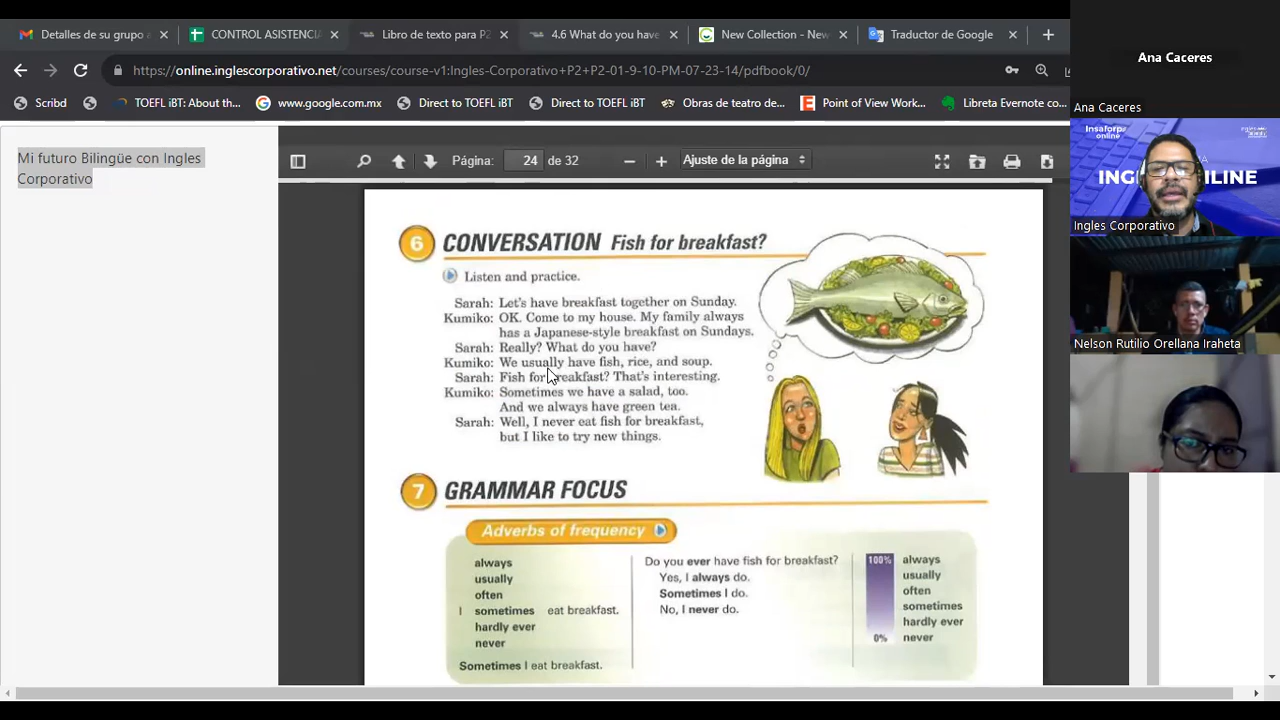 Detalles de su grupo
CONTROL ASISTENCIA
Libro de texto para P2
4.6 What do you have
New Collection - New
Traductor de Google
https://online.inglescorporativo.net/courses/course-v1:Ingles-Corporativo+P2+P2-01-9-10-PM-07-23-14/pdfbook/0/
Scribd
TOEFL iBT: About th...
www.google.com.mx
Direct to TOEFL iBT
Direct to TOEFL iBT
Obras de teatro de...
Point of View Work...
Libreta Evernote co...
Mi futuro Bilingüe con Ingles
Corporativo
Página: 24 de 32
Ajuste de la página
6 CONVERSATION Fish for breakfast?
Listen and practice.
Sarah: Let's have breakfast together on Sunday.
Kumiko: OK. Come to my house. My family always
has a Japanese-style breakfast on Sundays.
Sarah: Really? What do you have?
Kumiko: We usually have fish, rice, and soup.
Sarah: Fish for breakfast? That's interesting.
Kumiko: Sometimes we have a salad, too.
And we always have green tea.
Sarah: Well, I never eat fish for breakfast,
but I like to try new things.
7 GRAMMAR FOCUS
Adverbs of frequency
always
usually
often
I sometimes eat breakfast.
hardly ever
never
Sometimes I eat breakfast.
Do you ever have fish for breakfast?
Yes, I always do.
Sometimes I do.
No, I never do.
100% always
usually
often
sometimes
hardly ever
0% never
Ana Caceres
Ana Caceres
Insaforp
online
INGL
LINE
Ingles Corporativo
Nelson Rutilio Orellana Iraheta